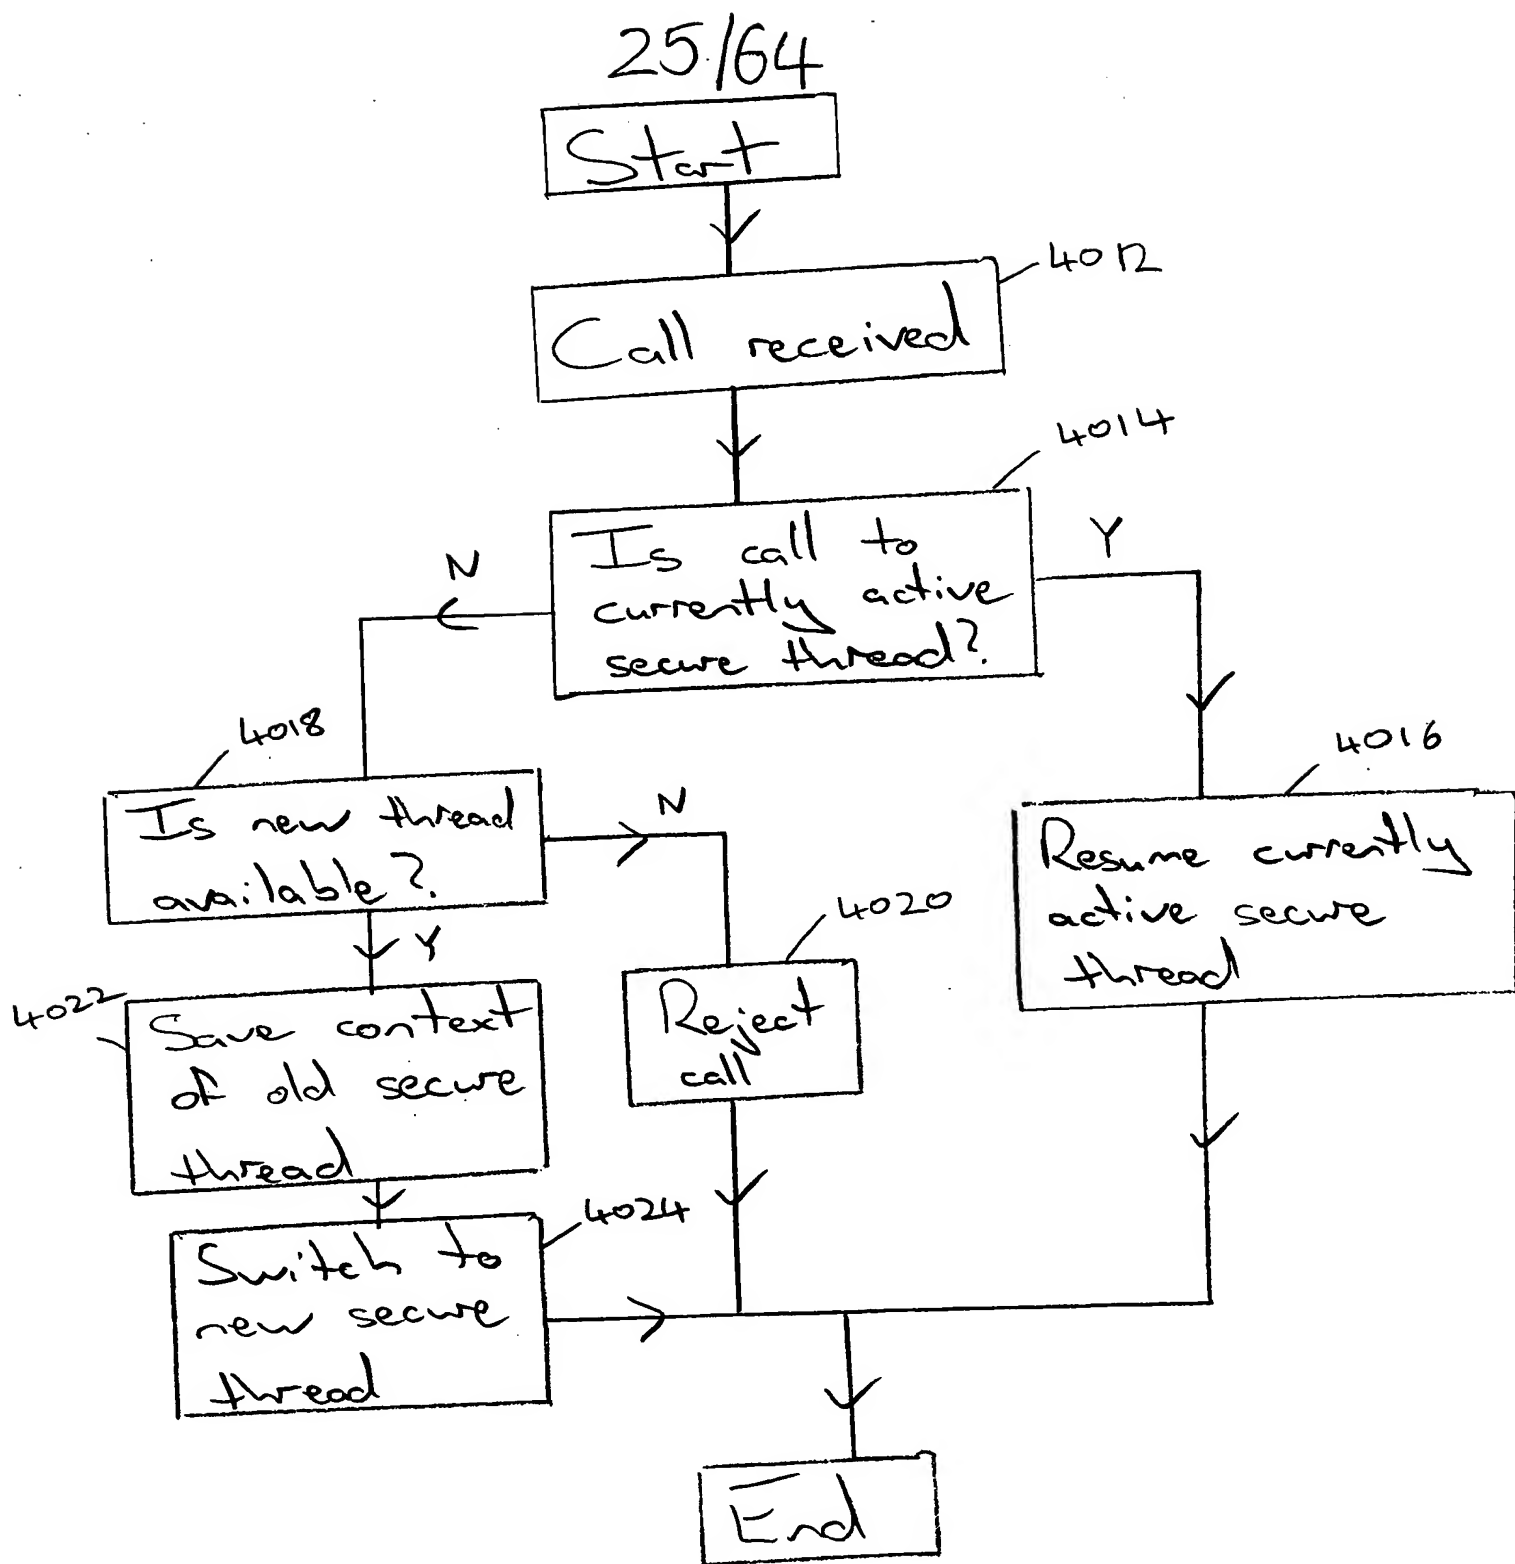 25/64
Start
4012
Call received
4014
Is call to
currently active
secure thread?
N
Y
4018
Is new thread
available?
N
Y
4016
Resume currently
active secure
thread
4020
Reject
call
4022
Save context
of old secure
thread
4024
Switch to
new secure
thread
End